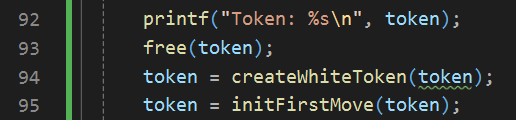 92 printf("Token: %s\n", token);
93 free(token);
94 token = createWhiteToken(token);
95 token = initFirstMove(token);